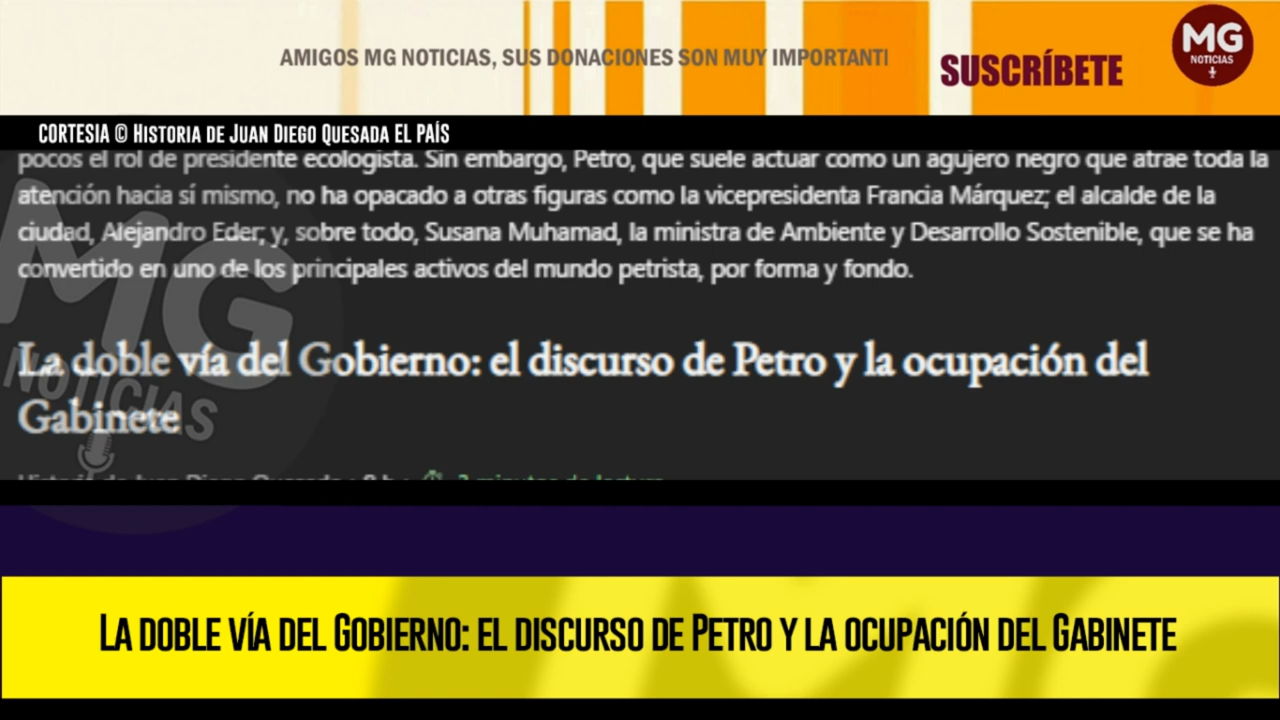 AMIGOS MG NOTICIAS, SUS DONACIONES SON MUY IMPORTANTI
SUSCRÍBETE
MG
NOTICIAS
CORTESIA © HISTORIA DE JUAN DIEGO QUESADA EL PAÍS
pocos el rol de presidente ecologista. Sin embargo, Petro, que suele actuar como un agujero negro que atrae toda la
atención hacia sí mismo, no ha opacado a otras figuras como la vicepresidenta Francia Márquez; el alcalde de la
ciudad, Alejandro Eder; y, sobre todo, Susana Muhamad, la ministra de Ambiente y Desarrollo Sostenible, que se ha
convertido en uno de los principales activos del mundo petrista, por forma y fondo.
MG
NOTICIAS
La doble vía del Gobierno: el discurso de Petro y la ocupación del
Gabinete
LA DOBLE VÍA DEL GOBIERNO: EL DISCURSO DE PETRO Y LA OCUPACIÓN DEL GABINETE